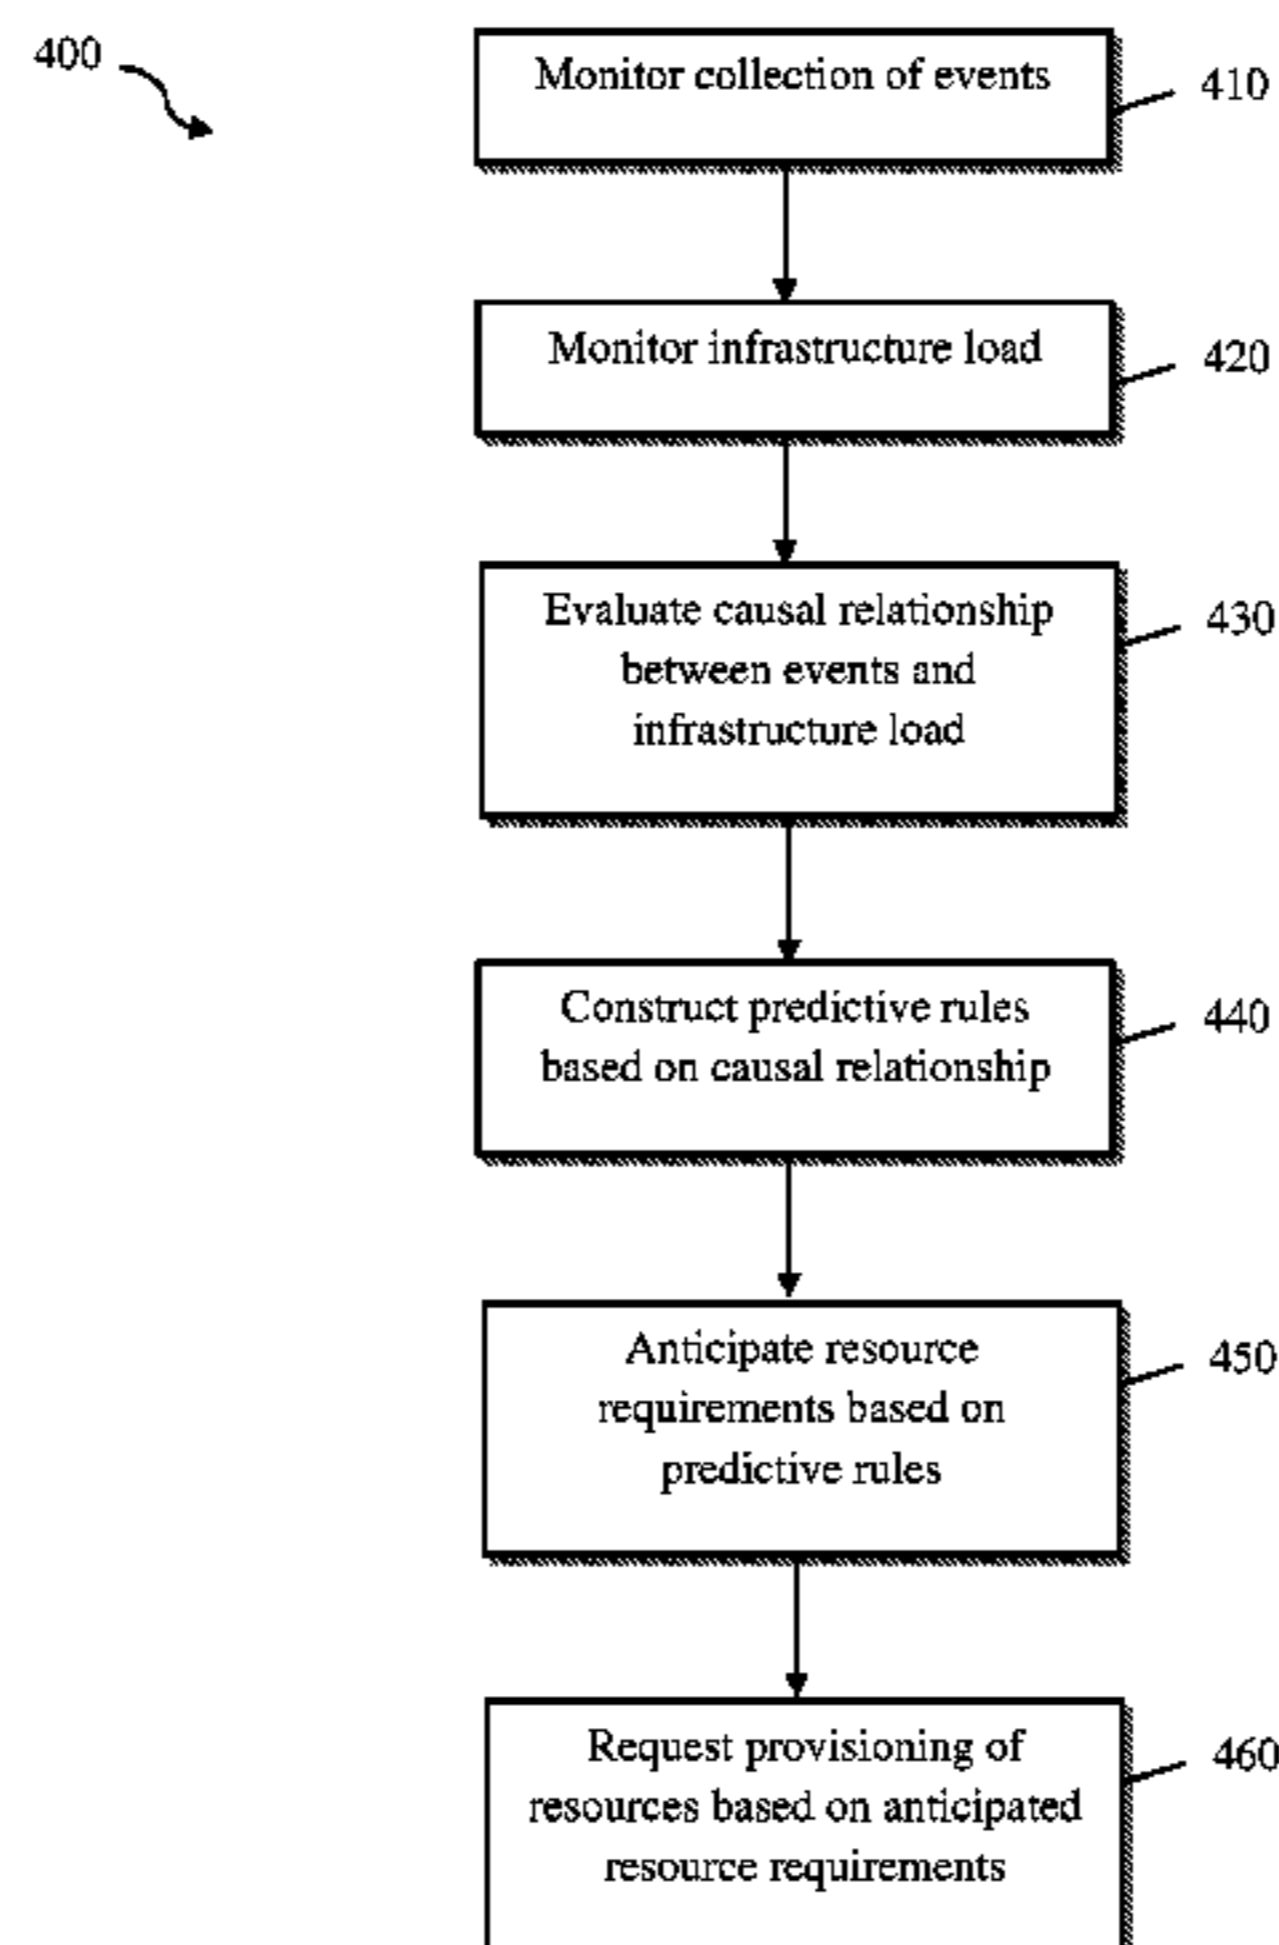 400
Monitor collection of events
410
Monitor infrastructure load
420
Evaluate causal relationship
between events and
infrastructure load
430
Construct predictive rules
based on causal relationship
440
Anticipate resource
requirements based on
predictive rules
450
Request provisioning of
resources based on anticipated
resource requirements
460